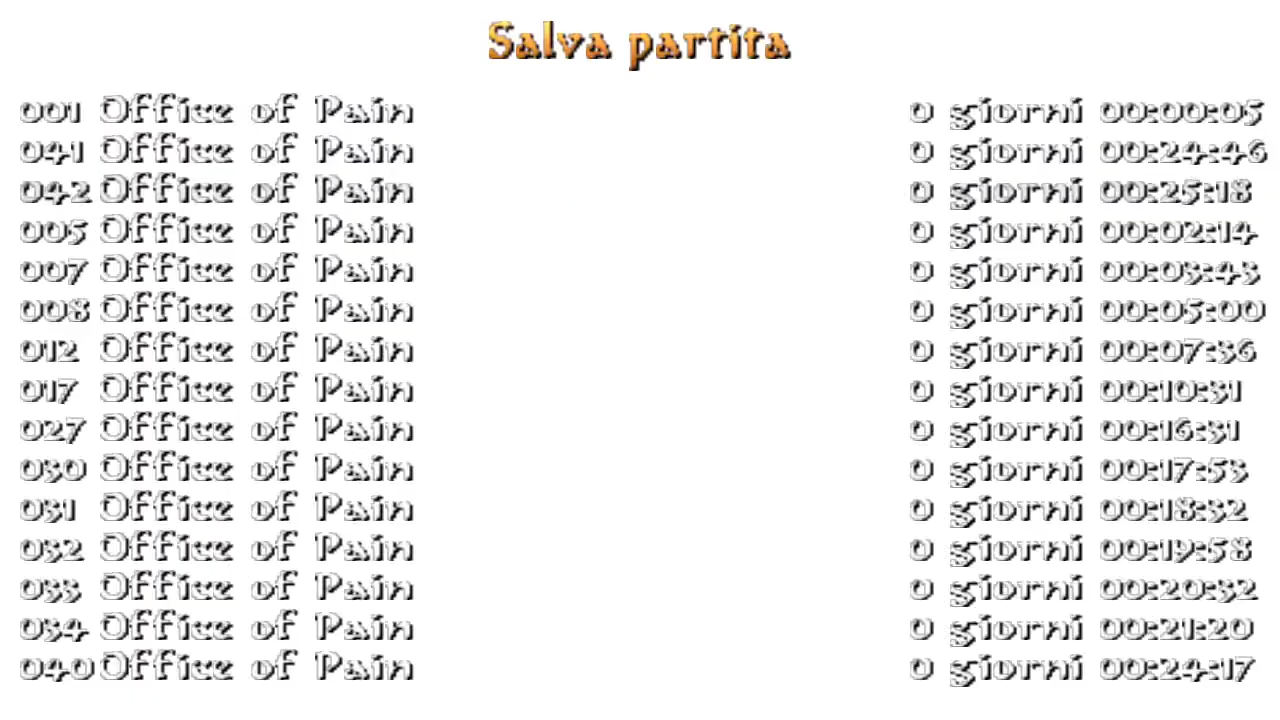 Salva partita
001 Office of Pain 0 giorni 00:00:05
041 Office of Pain 0 giorni 00:24:46
042 Office of Pain 0 giorni 00:25:18
005 Office of Pain 0 giorni 00:02:14
007 Office of Pain 0 giorni 00:03:43
008 Office of Pain 0 giorni 00:05:00
012 Office of Pain 0 giorni 00:07:36
017 Office of Pain 0 giorni 00:10:31
027 Office of Pain 0 giorni 00:16:31
030 Office of Pain 0 giorni 00:17:53
031 Office of Pain 0 giorni 00:18:32
032 Office of Pain 0 giorni 00:19:58
033 Office of Pain 0 giorni 00:20:32
034 Office of Pain 0 giorni 00:21:20
040 Office of Pain 0 giorni 00:24:17